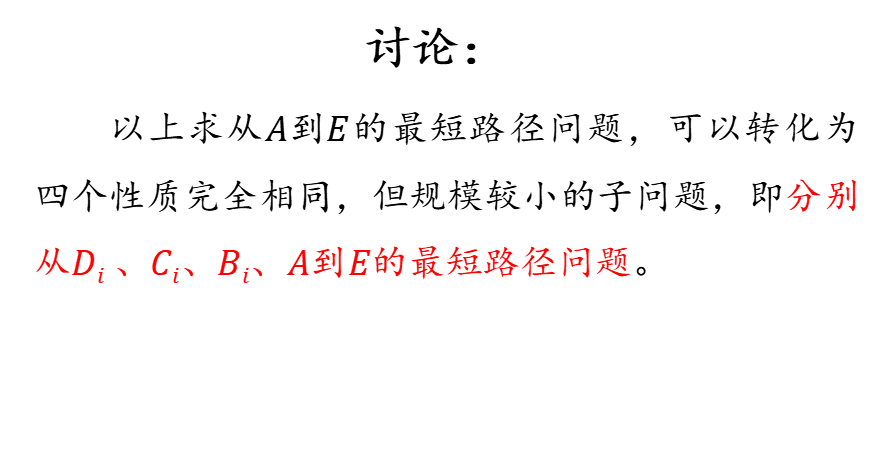 讨论：
以上求从A到E的最短路径问题，可以转化为
四个性质完全相同，但规模较小的子问题，即分别
从Dᵢ、Cᵢ、Bᵢ、A到E的最短路径问题。